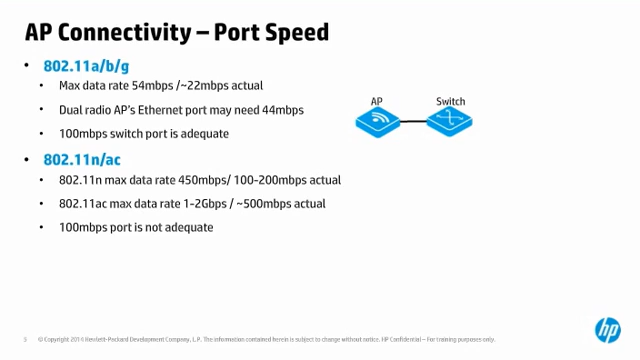 AP Connectivity – Port Speed
• 802.11a/b/g
• Max data rate 54mbps /~22mbps actual
• Dual radio AP's Ethernet port may need 44mbps
• 100mbps switch port is adequate
AP Switch
• 802.11n/ac
• 802.11n max data rate 450mbps/ 100-200mbps actual
• 802.11ac max data rate 1-2Gbps / ~500mbps actual
• 100mbps port is not adequate
hp
5 © Copyright 2014 Hewlett-Packard Development Company, L.P. The information contained herein is subject to change without notice. HP Confidential – For training purposes only.